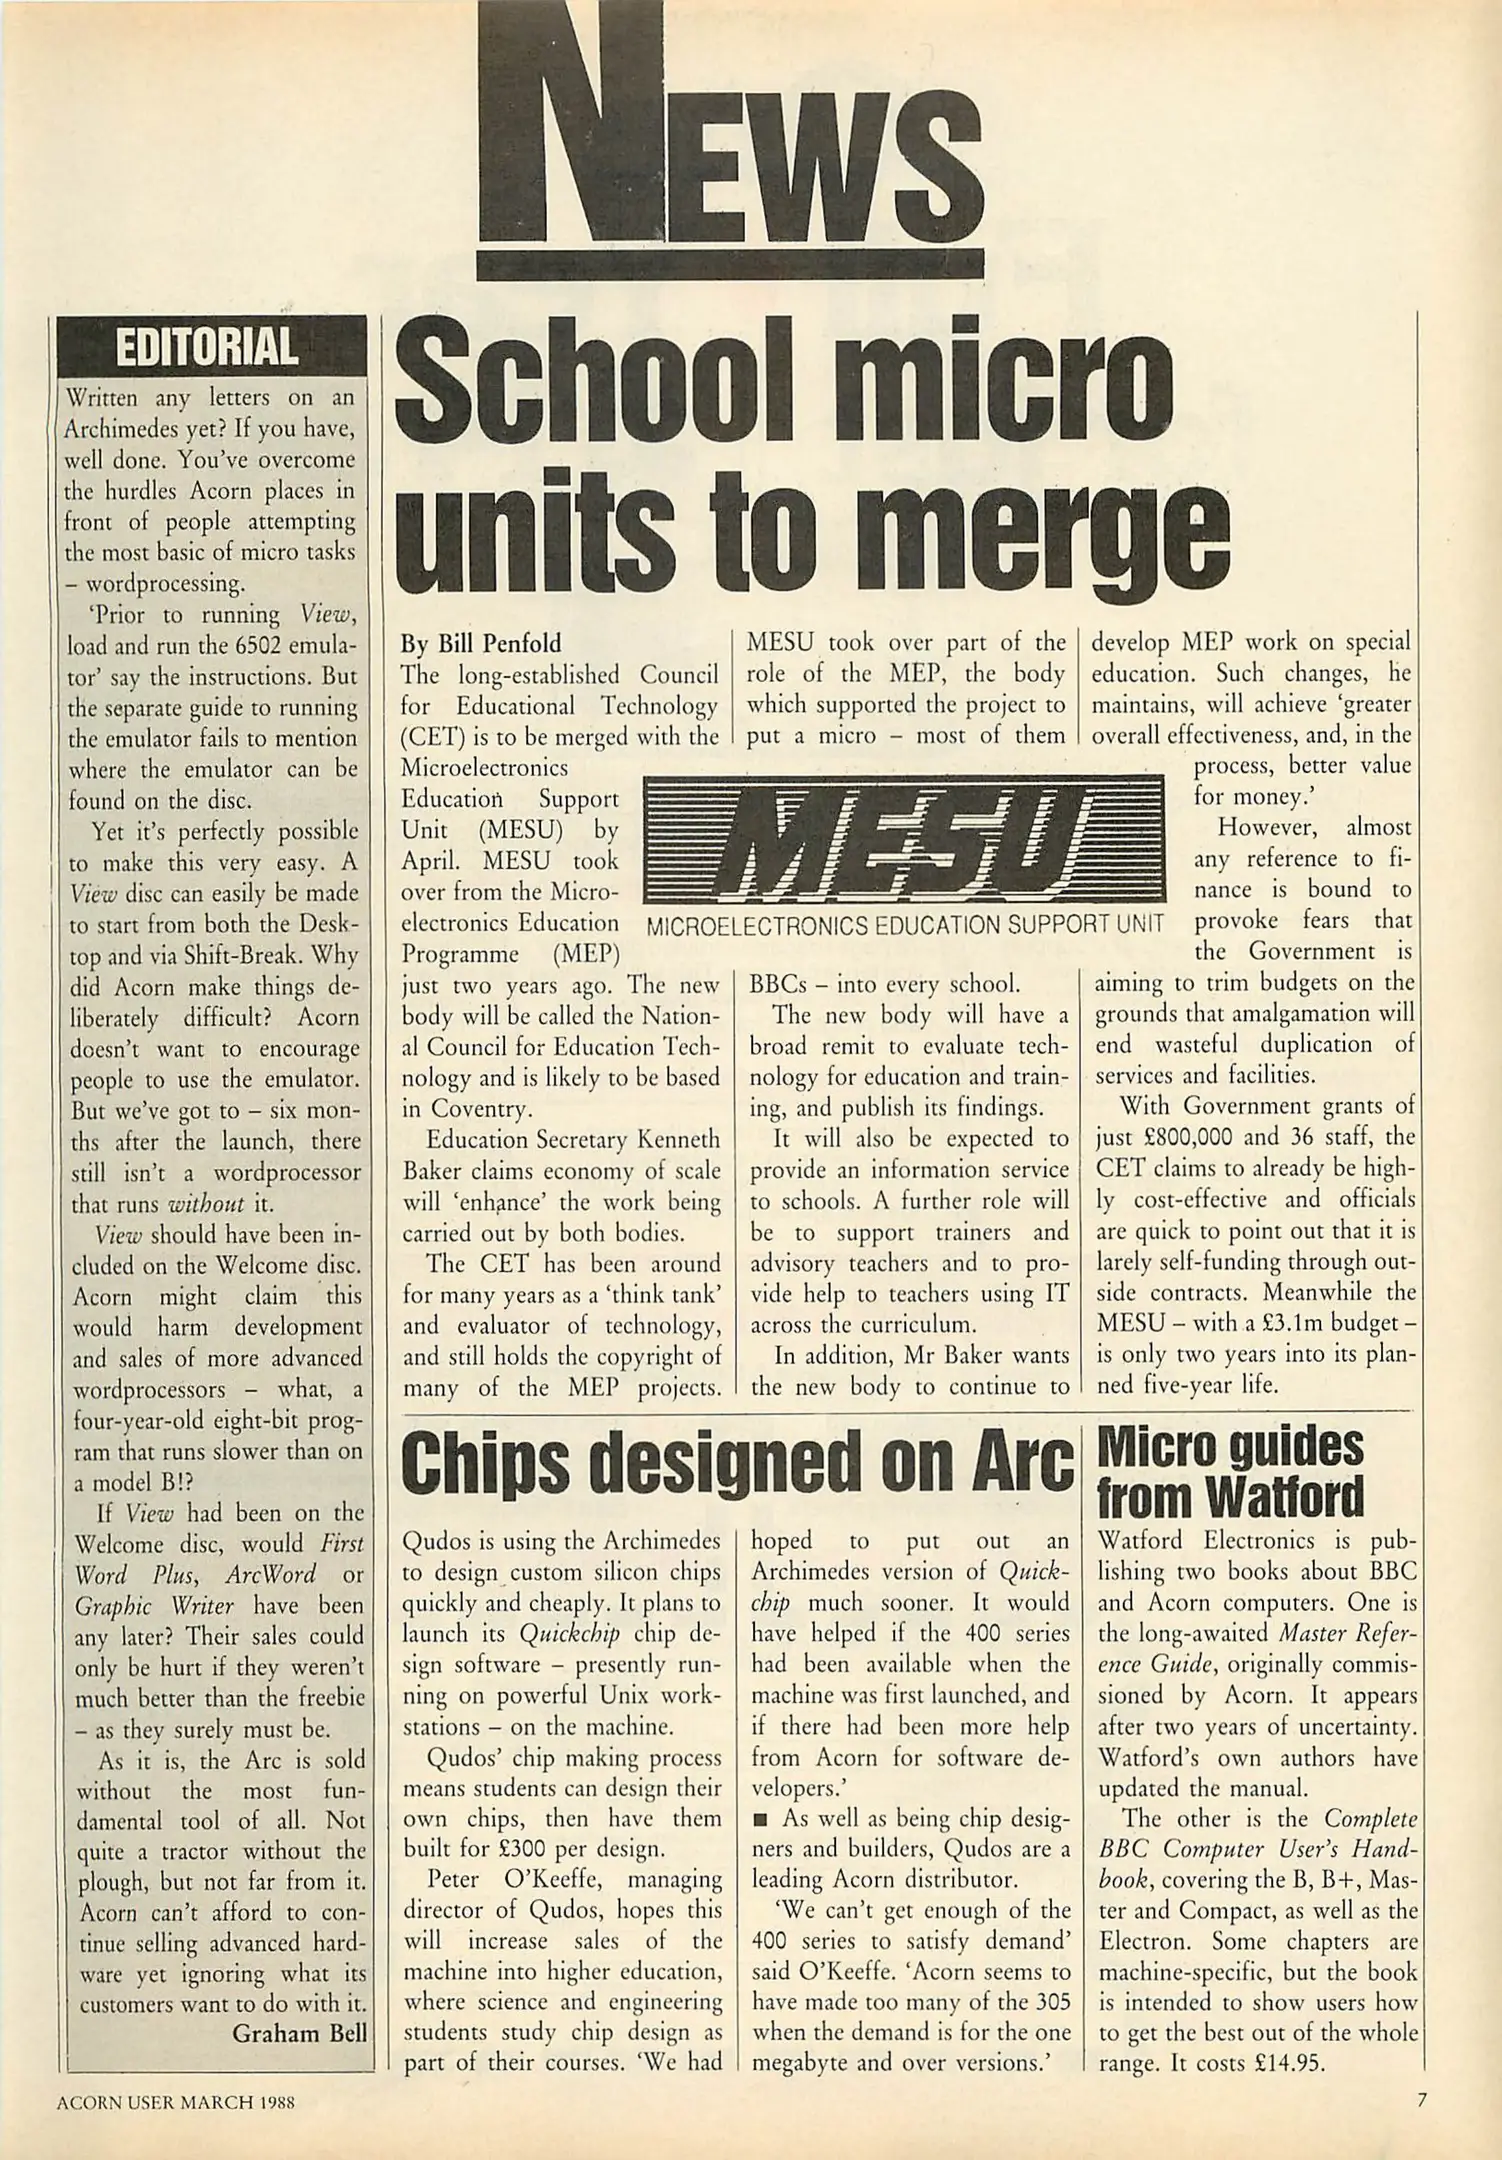 NEWS
EDITORIAL
Written any letters on an
Archimedes yet? If you have,
well done. You've overcome
the hurdles Acorn places in
front of people attempting
the most basic of micro tasks
– wordprocessing.
'Prior to running View,
load and run the 6502 emula-
tor' say the instructions. But
the separate guide to running
the emulator fails to mention
where the emulator can be
found on the disc.
Yet it's perfectly possible
to make this very easy. A
View disc can easily be made
to start from both the Desk-
top and via Shift-Break. Why
did Acorn make things de-
liberately difficult? Acorn
doesn't want to encourage
people to use the emulator.
But we've got to – six mon-
ths after the launch, there
still isn't a wordprocessor
that runs without it.
View should have been in-
cluded on the Welcome disc.
Acorn might claim this
would harm development
and sales of more advanced
wordprocessors – what, a
four-year-old eight-bit prog-
ram that runs slower than on
a model B!?
If View had been on the
Welcome disc, would First
Word Plus, ArcWord or
Graphic Writer have been
any later? Their sales could
only be hurt if they weren't
much better than the freebie
– as they surely must be.
As it is, the Arc is sold
without the most fun-
damental tool of all. Not
quite a tractor without the
plough, but not far from it.
Acorn can't afford to con-
tinue selling advanced hard-
ware yet ignoring what its
customers want to do with it.
Graham Bell
School micro
units to merge
By Bill Penfold
The long-established Council
for Educational Technology
(CET) is to be merged with the
Microelectronics
Education Support
Unit (MESU) by
April. MESU took
over from the Micro-
electronics Education
Programme (MEP)
just two years ago. The new
body will be called the Nation-
al Council for Education Tech-
nology and is likely to be based
in Coventry.
Education Secretary Kenneth
Baker claims economy of scale
will 'enhance' the work being
carried out by both bodies.
The CET has been around
for many years as a 'think tank'
and evaluator of technology,
and still holds the copyright of
many of the MEP projects.
MESU took over part of the
role of the MEP, the body
which supported the project to
put a micro – most of them
MESU
MICROELECTRONICS EDUCATION SUPPORT UNIT
BBCs – into every school.
The new body will have a
broad remit to evaluate tech-
nology for education and train-
ing, and publish its findings.
It will also be expected to
provide an information service
to schools. A further role will
be to support trainers and
advisory teachers and to pro-
vide help to teachers using IT
across the curriculum.
In addition, Mr Baker wants
the new body to continue to
develop MEP work on special
education. Such changes, he
maintains, will achieve 'greater
overall effectiveness, and, in the
process, better value
for money.'
However, almost
any reference to fi-
nance is bound to
provoke fears that
the Government is
aiming to trim budgets on the
grounds that amalgamation will
end wasteful duplication of
services and facilities.
With Government grants of
just £800,000 and 36 staff, the
CET claims to already be high-
ly cost-effective and officials
are quick to point out that it is
larely self-funding through out-
side contracts. Meanwhile the
MESU – with a £3.1m budget –
is only two years into its plan-
ned five-year life.
Chips designed on Arc
Qudos is using the Archimedes
to design custom silicon chips
quickly and cheaply. It plans to
launch its Quickchip chip de-
sign software – presently run-
ning on powerful Unix work-
stations – on the machine.
Qudos' chip making process
means students can design their
own chips, then have them
built for £300 per design.
Peter O'Keeffe, managing
director of Qudos, hopes this
will increase sales of the
machine into higher education,
where science and engineering
students study chip design as
part of their courses. 'We had
hoped to put out an
Archimedes version of Quick-
chip much sooner. It would
have helped if the 400 series
had been available when the
machine was first launched, and
if there had been more help
from Acorn for software de-
velopers.'
■ As well as being chip desig-
ners and builders, Qudos are a
leading Acorn distributor.
'We can't get enough of the
400 series to satisfy demand'
said O'Keeffe. 'Acorn seems to
have made too many of the 305
when the demand is for the one
megabyte and over versions.'
Micro guides
from Watford
Watford Electronics is pub-
lishing two books about BBC
and Acorn computers. One is
the long-awaited Master Refer-
ence Guide, originally commis-
sioned by Acorn. It appears
after two years of uncertainty.
Watford's own authors have
updated the manual.
The other is the Complete
BBC Computer User's Hand-
book, covering the B, B+, Mas-
ter and Compact, as well as the
Electron. Some chapters are
machine-specific, but the book
is intended to show users how
to get the best out of the whole
range. It costs £14.95.
ACORN USER MARCH 1988
7